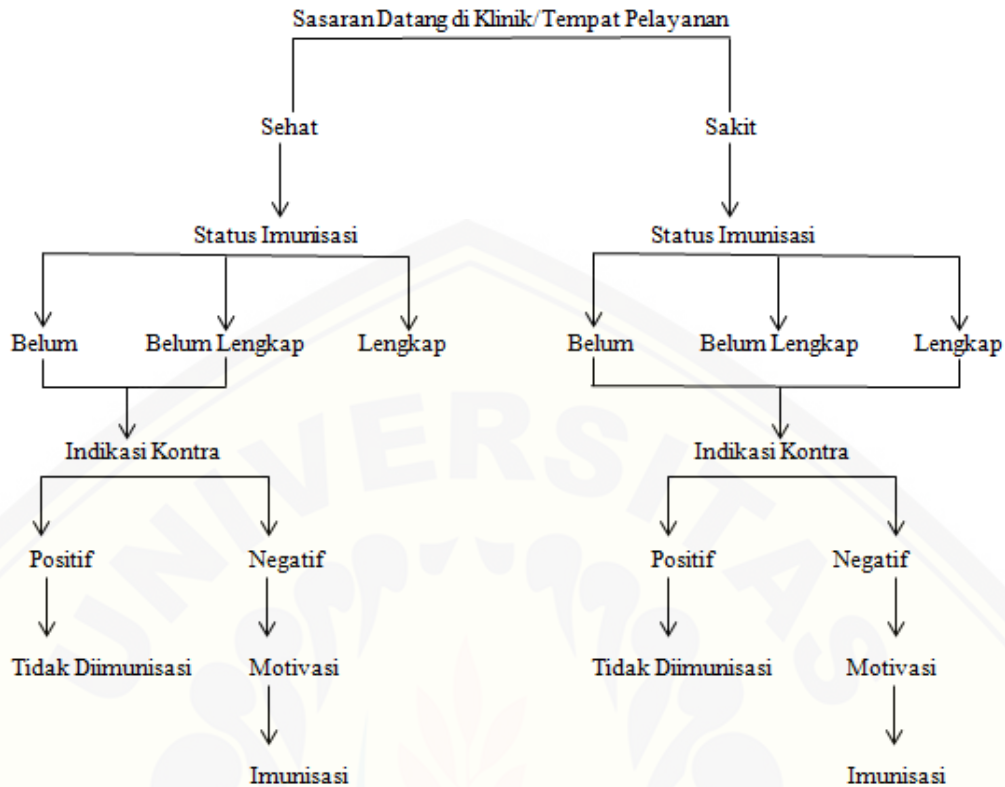 Sasaran Datang di Klinik/Tempat Pelayanan
Sehat Sakit
Status Imunisasi Status Imunisasi
Belum Belum Lengkap Lengkap Belum Belum Lengkap Lengkap
Indikasi Kontra Indikasi Kontra
Positif Negatif Positif Negatif
Tidak Diimunisasi Motivasi Tidak Diimunisasi Motivasi
Imunisasi Imunisasi
UNIVERSITAS